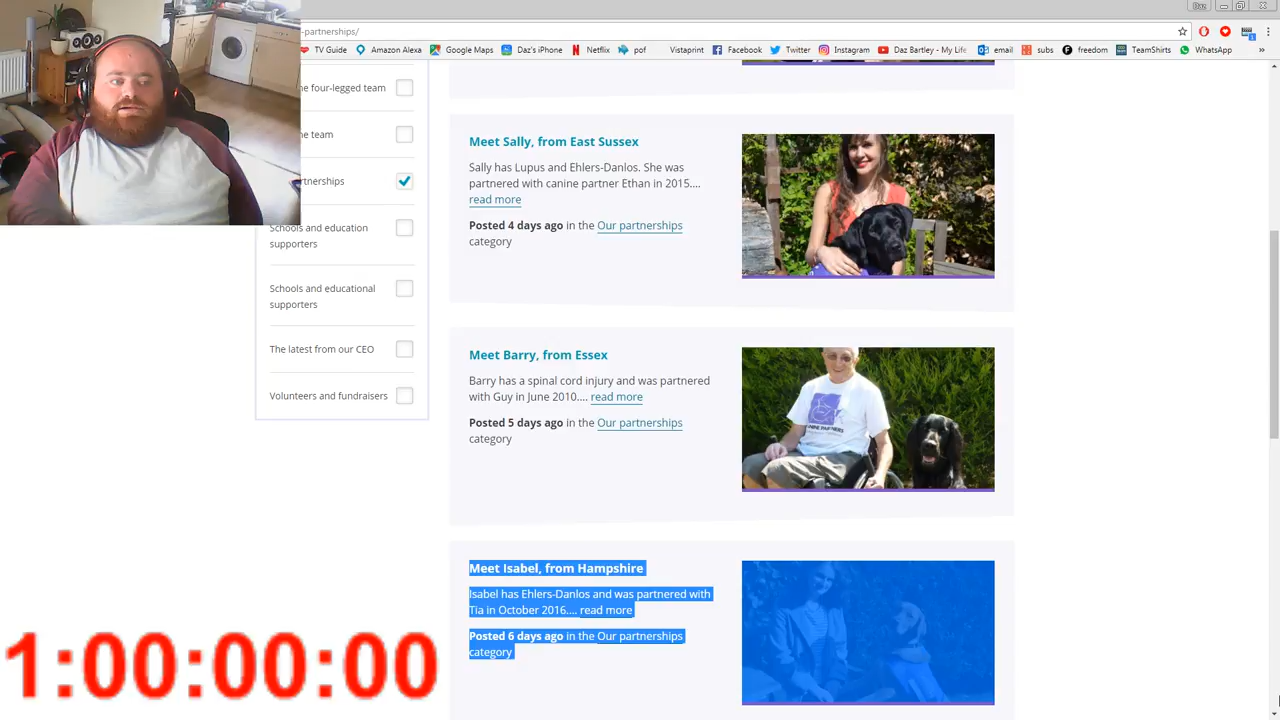 Daz
-partnerships/
TV Guide Amazon Alexa Google Maps Daz's iPhone Netflix pof Vistaprint Facebook Twitter Instagram Daz Bartley - My Life email subs freedom TeamShirts WhatsApp
he four-legged team
he team
rtnerships
Schools and education
supporters
Schools and educational
supporters
The latest from our CEO
Volunteers and fundraisers
Meet Sally, from East Sussex
Sally has Lupus and Ehlers-Danlos. She was
partnered with canine partner Ethan in 2015....
read more
Posted 4 days ago in the Our partnerships
category
Meet Barry, from Essex
Barry has a spinal cord injury and was partnered
with Guy in June 2010.... read more
Posted 5 days ago in the Our partnerships
category
Meet Isabel, from Hampshire
Isabel has Ehlers-Danlos and was partnered with
Tia in October 2016.... read more
Posted 6 days ago in the Our partnerships
category
1:00:00:00